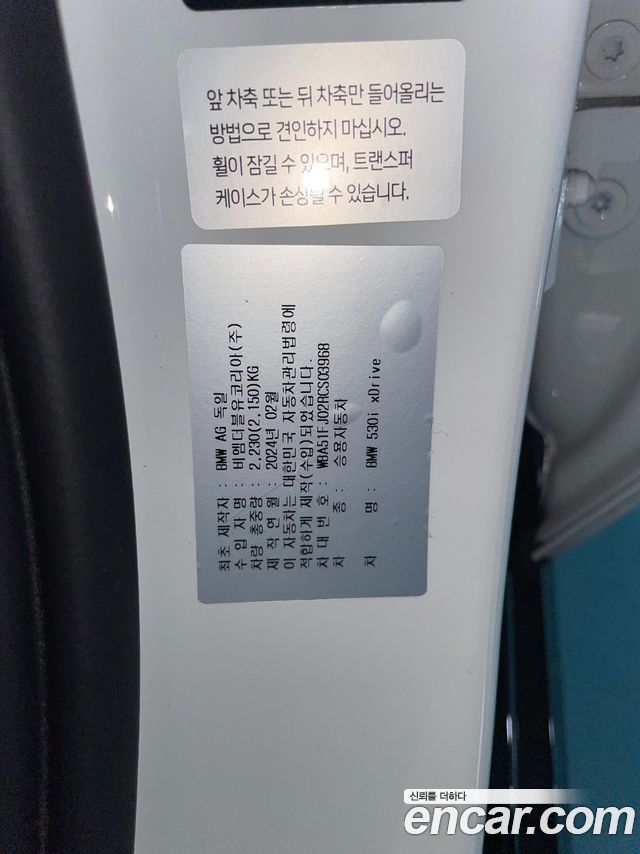 앞 차축 또는 뒤 차축만 들어올리는
방법으로 견인하지 마십시오.
휠이 잠길 수 있으며, 트랜스퍼
케이스가 손상될 수 있습니다.
최초 제작자 : BMW AG 독일
수 입 자 명 : 비엠더블유코리아(주)
차량 총중량 : 2,230(2,150)KG
제 작 연 월 : 2024년 02월
이 자동차는 대한민국 자동차관리법령에
적합하게 제작(수입)되었습니다.
차 대 번 호 : WBA51FJ02RCS03968
차 종 : 승용자동차
차 명 : BMW 530i xDrive
신뢰를 더하다
encar.com